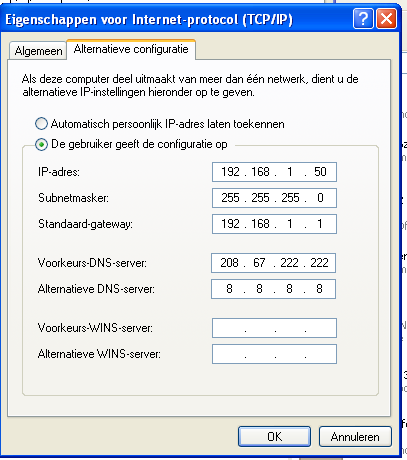 Eigenschappen voor Internet-protocol (TCP/IP)
Algemeen
Alternatieve configuratie
Als deze computer deel uitmaakt van meer dan één netwerk, dient u de
alternatieve IP-instellingen hieronder op te geven.
Automatisch persoonlijk IP-adres laten toekennen
De gebruiker geeft de configuratie op
IP-adres: 192 . 168 . 1 . 50
Subnetmasker: 255 . 255 . 255 . 0
Standaard-gateway: 192 . 168 . 1 . 1
Voorkeurs-DNS-server: 208 . 67 . 222 . 222
Alternatieve DNS-server: 8 . 8 . 8 . 8
Voorkeurs-WINS-server: . . .
Alternatieve WINS-server: . . .
OK
Annuleren